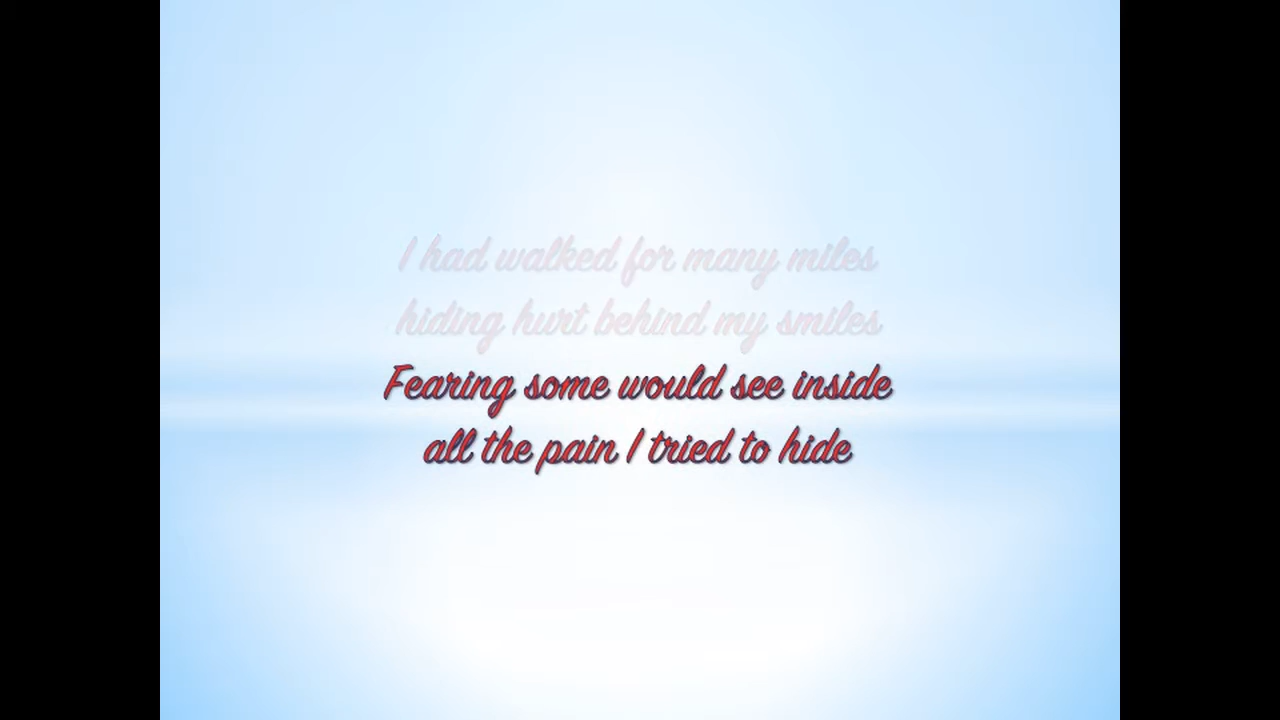 I had walked for many miles
hiding hurt behind my smiles
Fearing some would see inside
all the pain I tried to hide